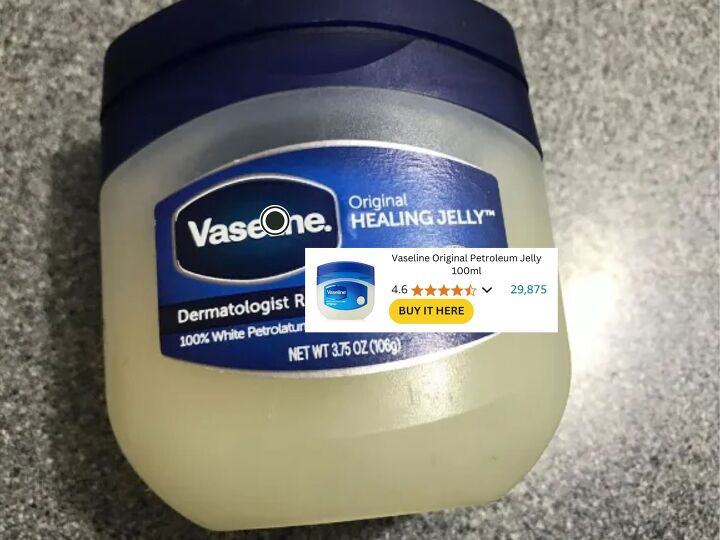 Original
HEALING JELLY™
Dermatologist
100% White
NET WT 3.75 OZ (106g)
Vaseline Original Petroleum Jelly
100ml
Vaseline
4.6
29,875
BUY IT HERE